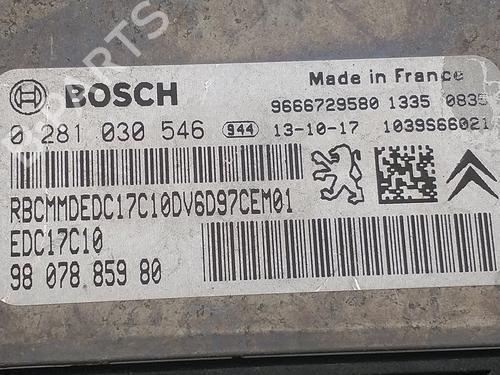 PARTS
BOSCH
Made in France
9666729580 1335 0835
0 281 030 546 944 13-10-17 1039S66021
RBCMMDEDC17C10DV6D97CEM01
EDC17C10
98 078 859 80